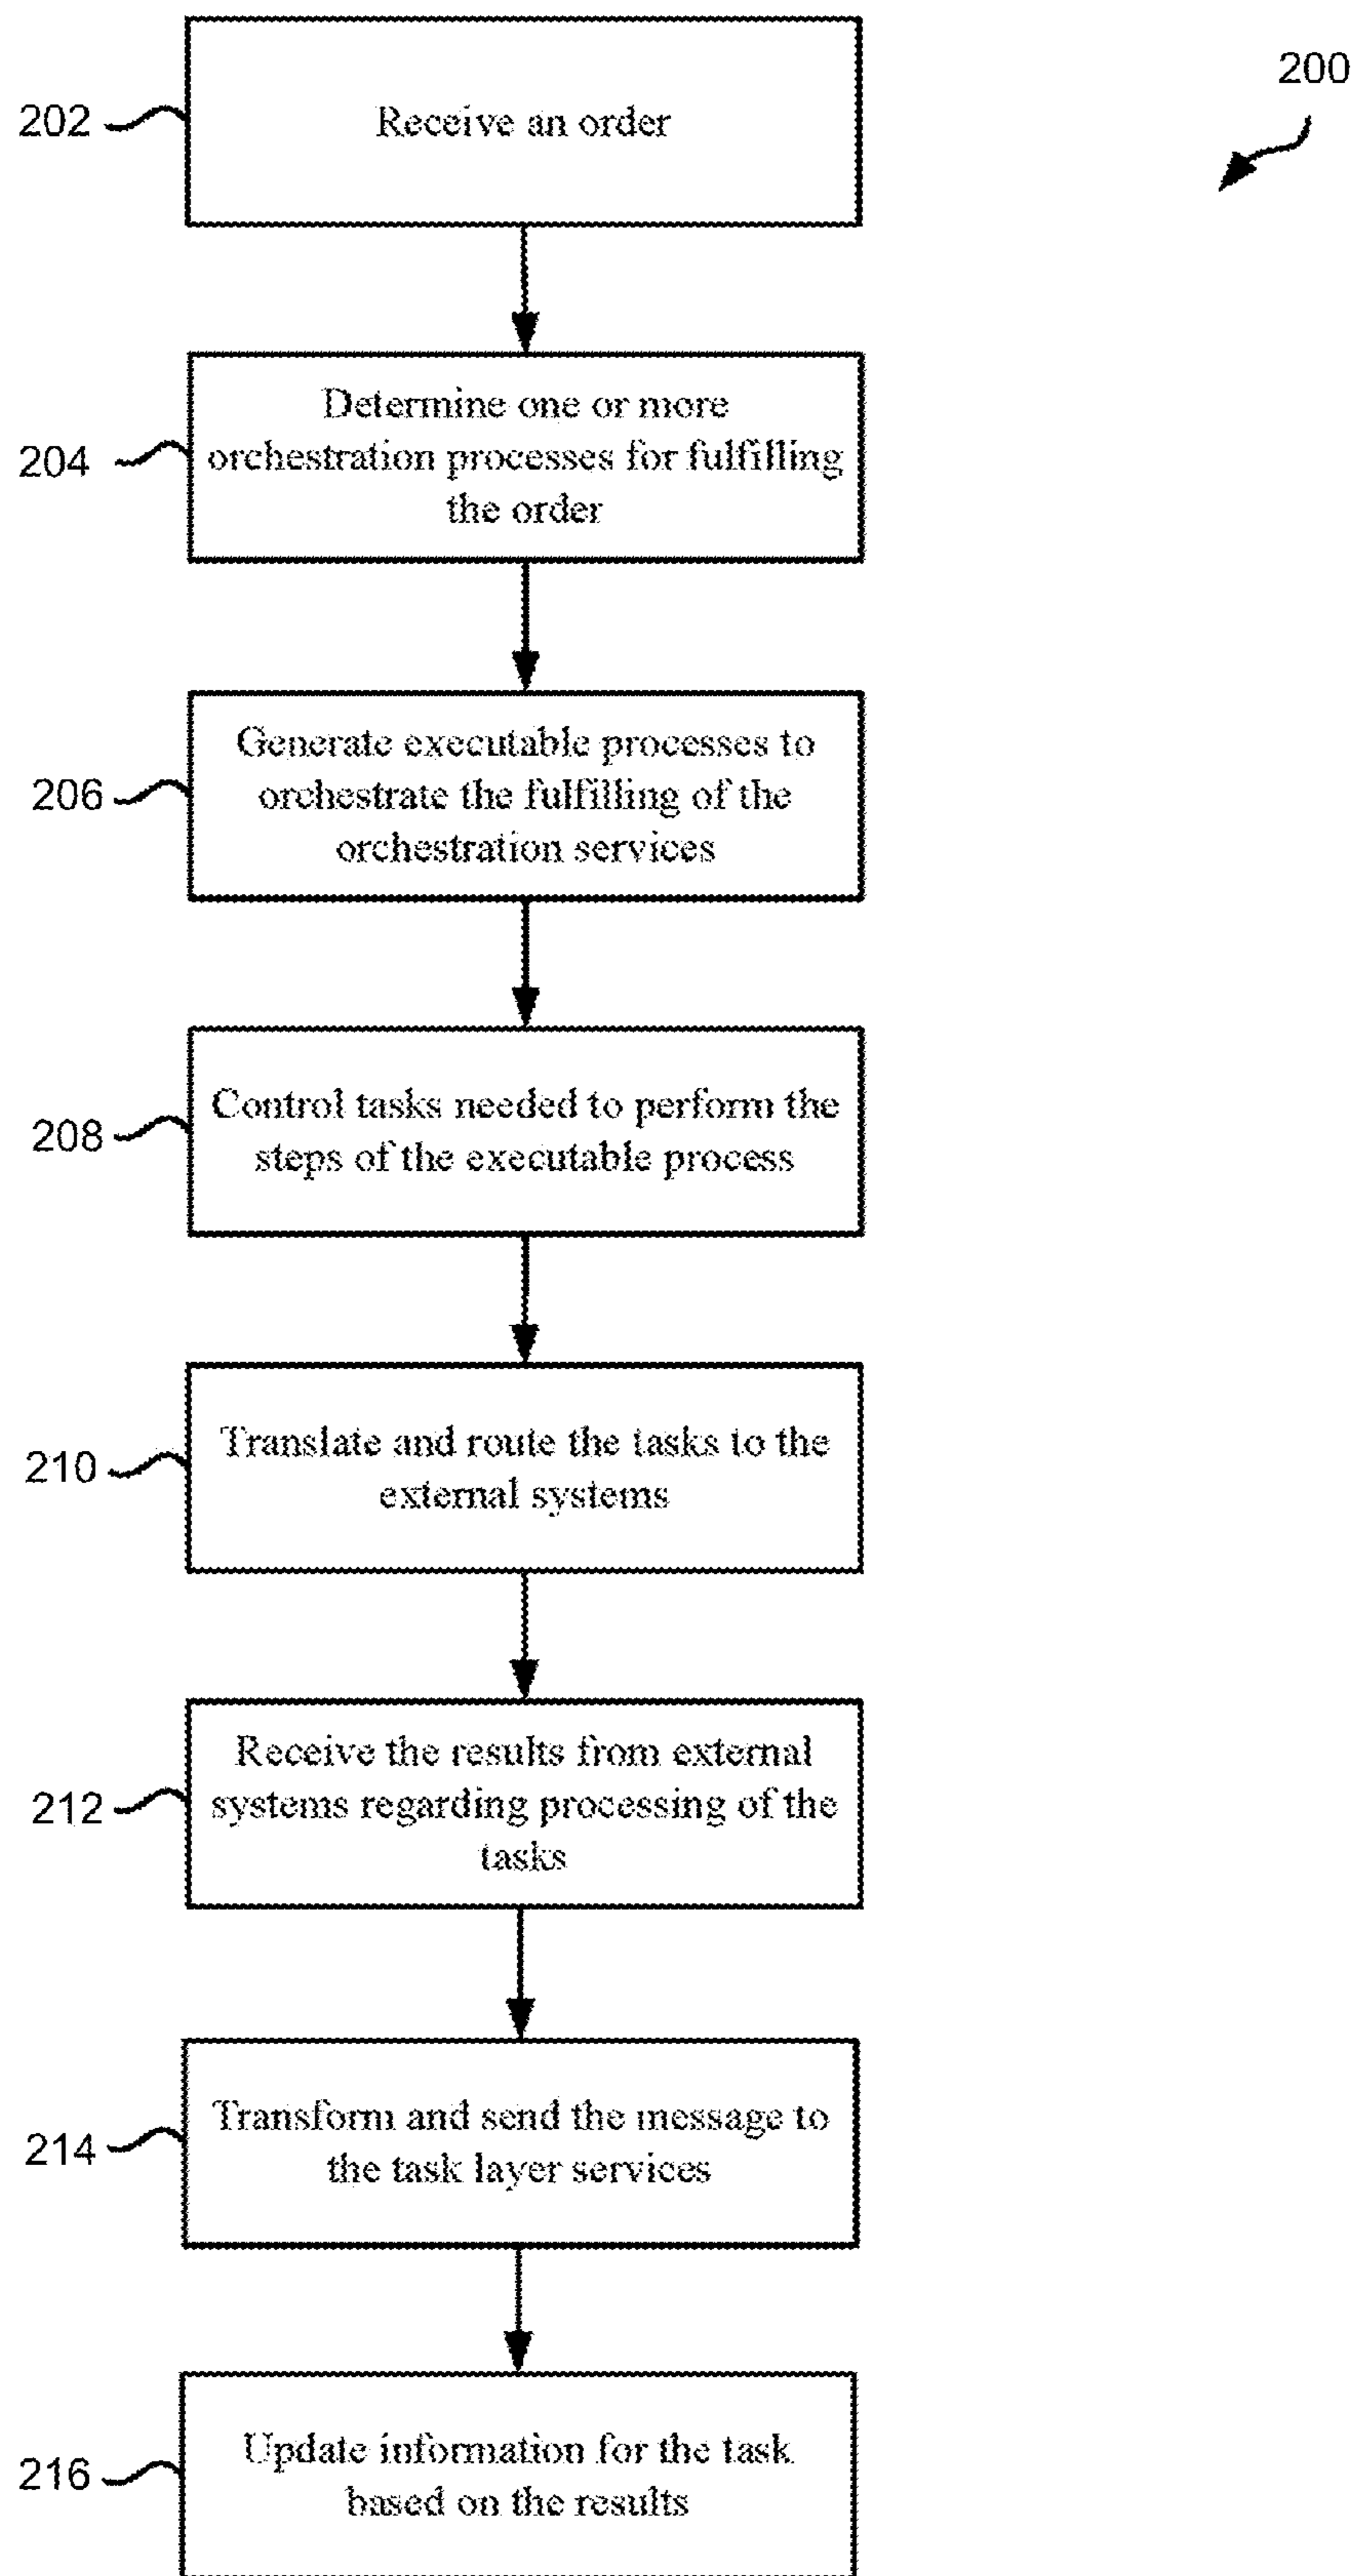 200
202
Receive an order
204
Determine one or more
orchestration processes for fulfilling
the order
206
Generate executable processes to
orchestrate the fulfilling of the
orchestration services
208
Control tasks needed to perform the
steps of the executable process
210
Translate and route the tasks to the
external systems
212
Receive the results from external
systems regarding processing of the
tasks
214
Transform and send the message to
the task layer services
216
Update information for the task
based on the results